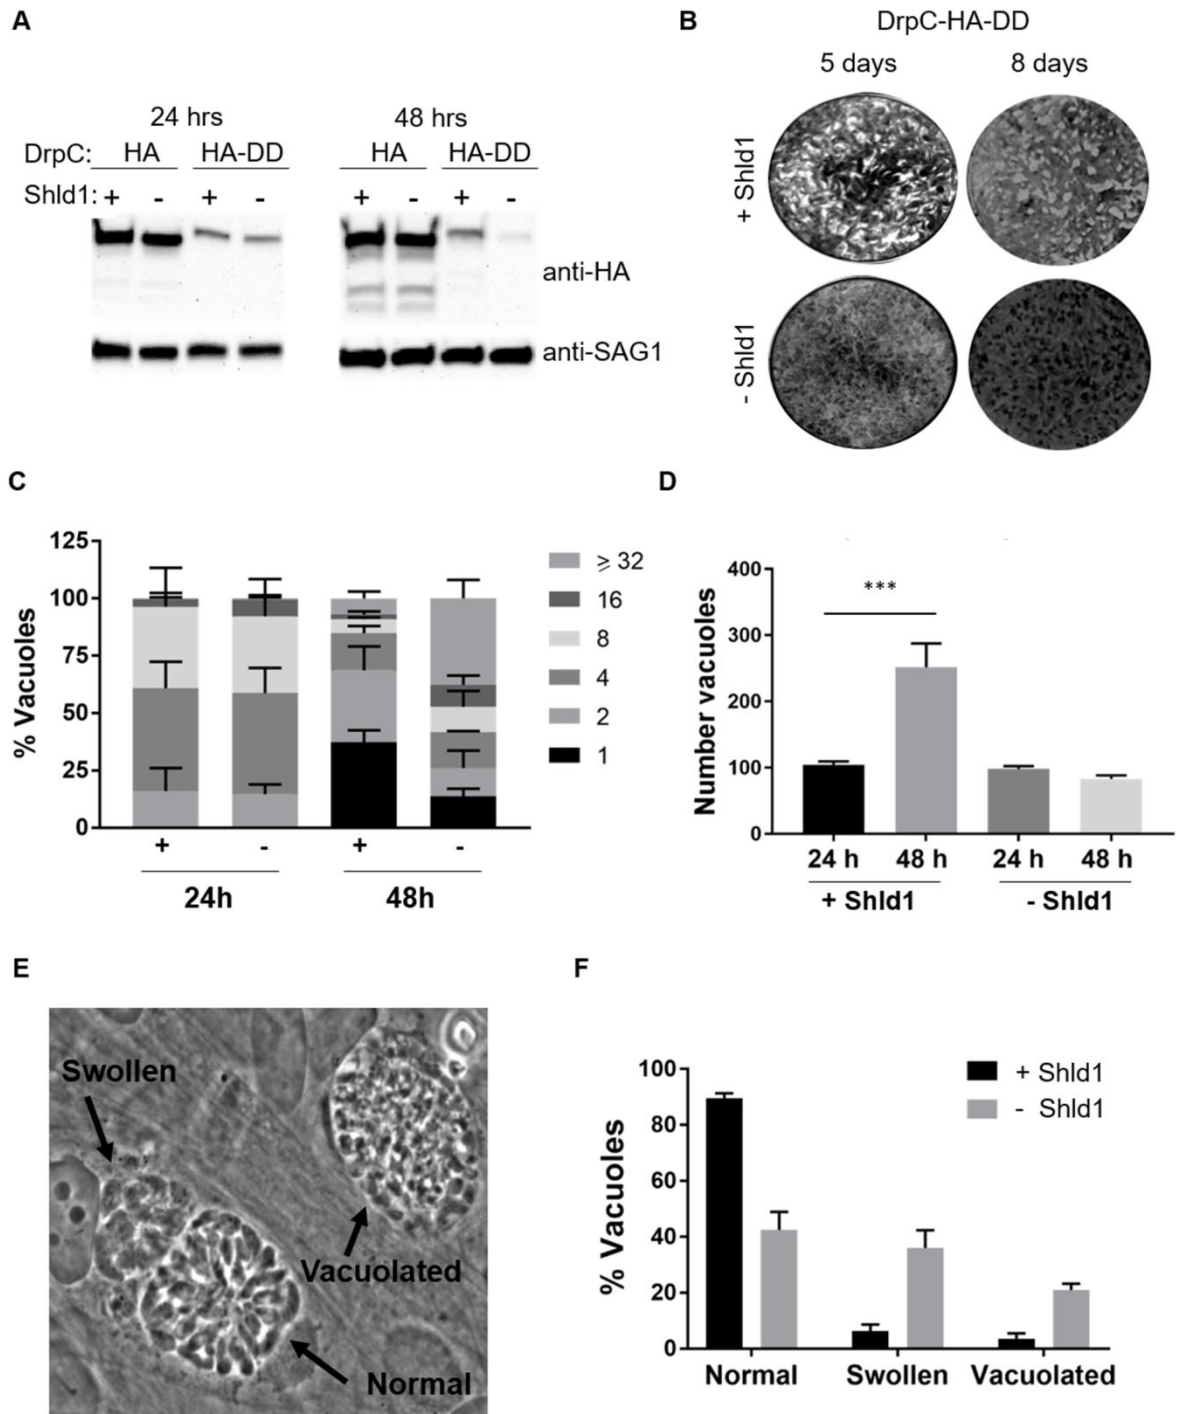 A
24 hrs
48 hrs
DrpC: HA HA-DD HA HA-DD
Shld1: + - + - + - + -
anti-HA
anti-SAG1
B
DrpC-HA-DD
5 days 8 days
+ Shld1
- Shld1
C
% Vacuoles
125
100
75
50
25
0
+ - + -
24h 48h
⩾ 32
16
8
4
2
1
D
Number vacuoles
400
300
200
100
0
***
24 h 48 h 24 h 48 h
+ Shld1 - Shld1
E
Swollen
Vacuolated
Normal
F
% Vacuoles
100
80
60
40
20
0
+ Shld1
- Shld1
Normal Swollen Vacuolated